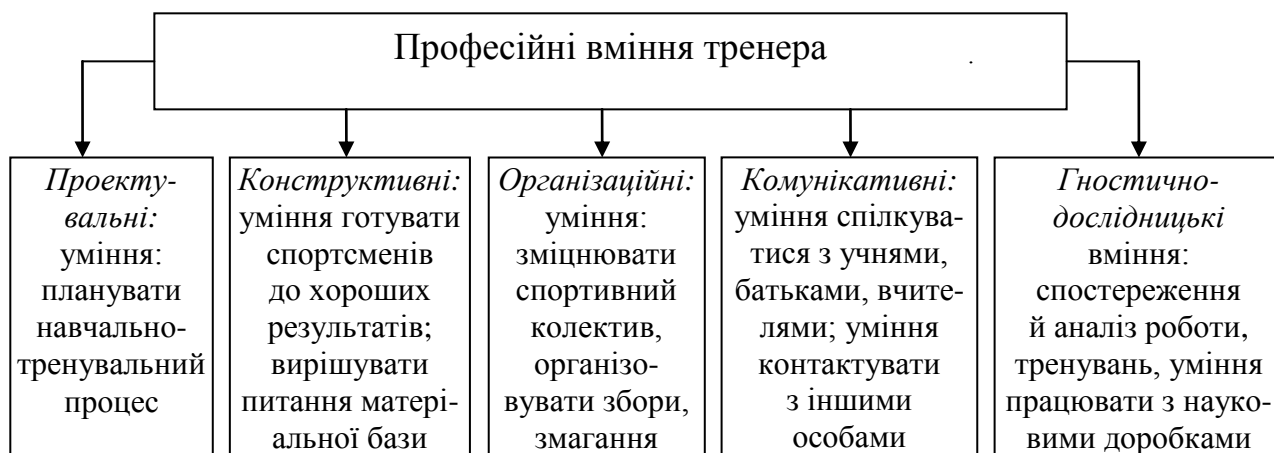 Професійні вміння тренера
Проекту-
вальні:
уміння:
планувати
навчально-
тренувальний
процес
Конструктивні:
уміння готувати
спортсменів
до хороших
результатів;
вирішувати
питання матері-
альної бази
Організаційні:
уміння:
зміцнювати
спортивний
колектив,
організо-
вувати збори,
змагання
Комунікативні:
уміння спілкува-
тися з учнями,
батьками, вчите-
лями; уміння
контактувати
з іншими
особами
Гностично-
дослідницькі
вміння:
спостереження
й аналіз роботи,
тренувань, уміння
працювати з науко-
вими доробками